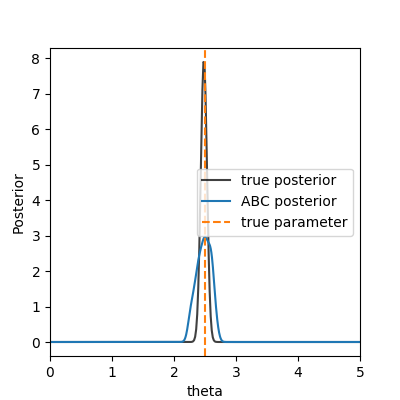 8
7
6
5
4
3
2
1
0
Posterior
true posterior
ABC posterior
true parameter
0 1 2 3 4 5
theta